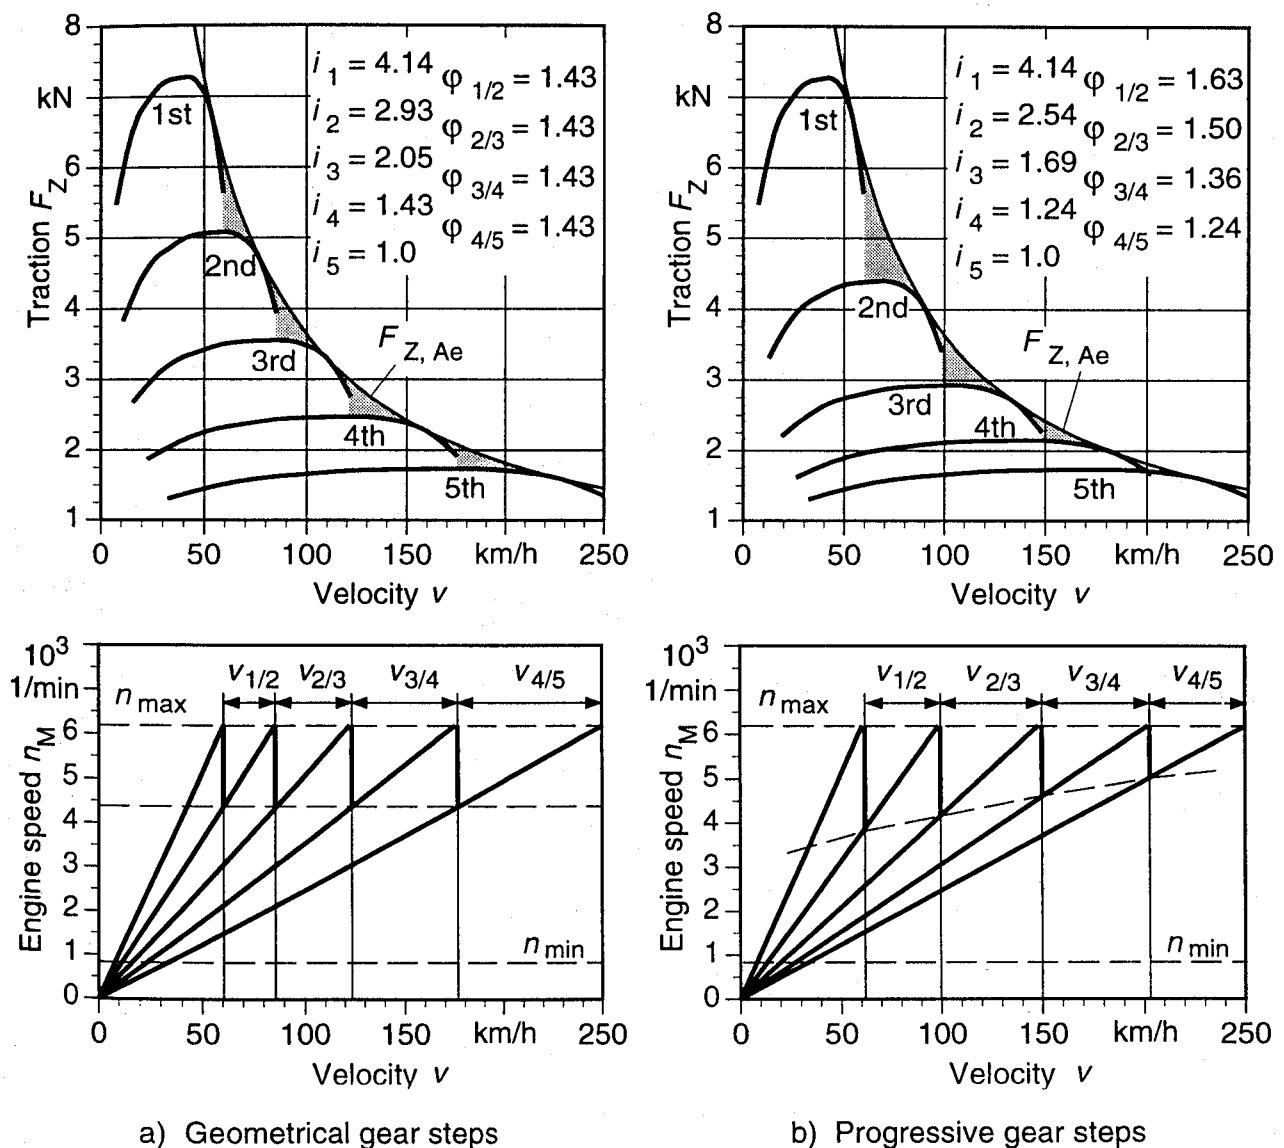 8
kN
6
5
4
3
2
1
Traction F_Z
i_1 = 4.14 φ_1/2 = 1.43
i_2 = 2.93 φ_2/3 = 1.43
i_3 = 2.05 φ_3/4 = 1.43
i_4 = 1.43 φ_4/5 = 1.43
i_5 = 1.0
1st
2nd
3rd
4th
5th
F_Z, Ae
0 50 100 150 km/h 250
Velocity v
8
kN
6
5
4
3
2
1
Traction F_Z
i_1 = 4.14 φ_1/2 = 1.63
i_2 = 2.54 φ_2/3 = 1.50
i_3 = 1.69 φ_3/4 = 1.36
i_4 = 1.24 φ_4/5 = 1.24
i_5 = 1.0
1st
2nd
3rd
4th
5th
F_Z, Ae
0 50 100 150 km/h 250
Velocity v
10³
1/min
6
5
4
3
2
1
0
Engine speed n_M
n_max
v_1/2 v_2/3 v_3/4 v_4/5
n_min
0 50 100 150 km/h 250
Velocity v
a) Geometrical gear steps
10³
1/min
6
5
4
3
2
1
0
Engine speed n_M
n_max
v_1/2 v_2/3 v_3/4 v_4/5
n_min
0 50 100 150 km/h 250
Velocity v
b) Progressive gear steps